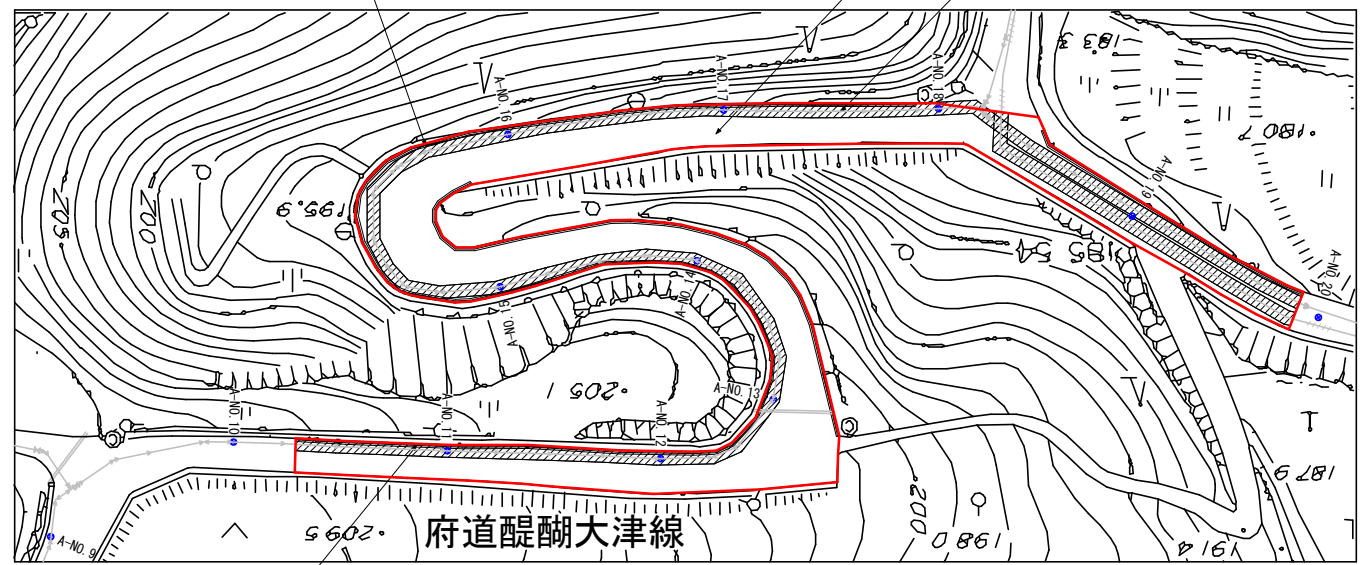 183.3
A-NO.18
A-NO.17
A-NO.16
180.7
A-NO.19
205
200
195.9
185.54
A-NO.20
A-NO.14
A-NO.15
205.1
A-NO.13
A-NO.10
A-NO.11
A-NO.12
187.9
200
209.5
府道醍醐大津線
198.0
191.4
A-NO.9